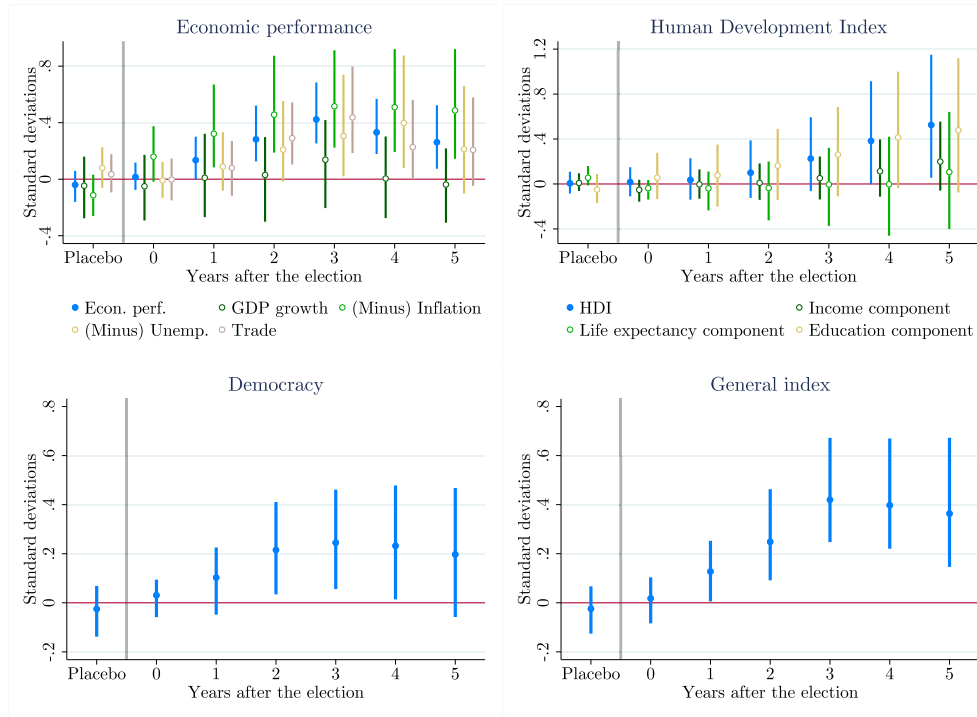 Economic performance
Standard deviations
.8
.4
0
-.4
Placebo 0 1 2 3 4 5
Years after the election
Econ. perf. GDP growth (Minus) Inflation
(Minus) Unemp. Trade
Human Development Index
Standard deviations
1.2
.8
.4
0
-.4
Placebo 0 1 2 3 4 5
Years after the election
HDI Income component
Life expectancy component Education component
Democracy
Standard deviations
.8
.6
.4
.2
0
-.2
Placebo 0 1 2 3 4 5
Years after the election
General index
Standard deviations
.8
.6
.4
.2
0
-.2
Placebo 0 1 2 3 4 5
Years after the election